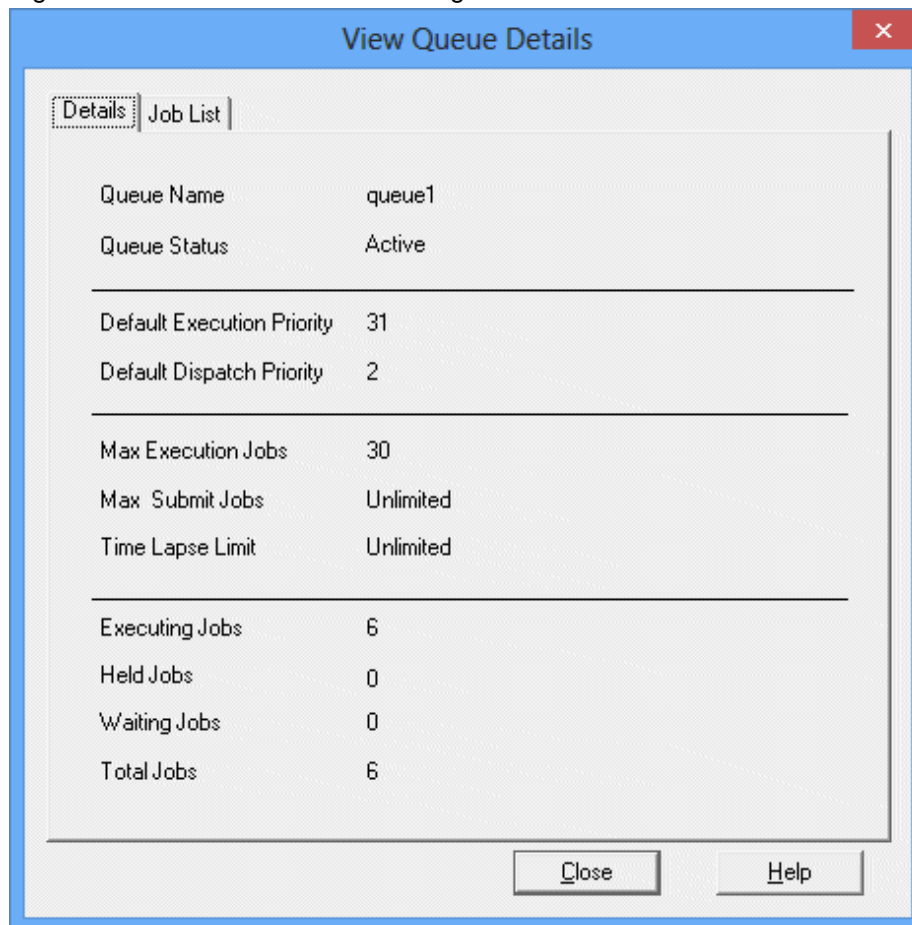 View Queue Details
Details Job List
Queue Name queue1
Queue Status Active
Default Execution Priority 31
Default Dispatch Priority 2
Max Execution Jobs 30
Max Submit Jobs Unlimited
Time Lapse Limit Unlimited
Executing Jobs 6
Held Jobs 0
Waiting Jobs 0
Total Jobs 6
Close Help